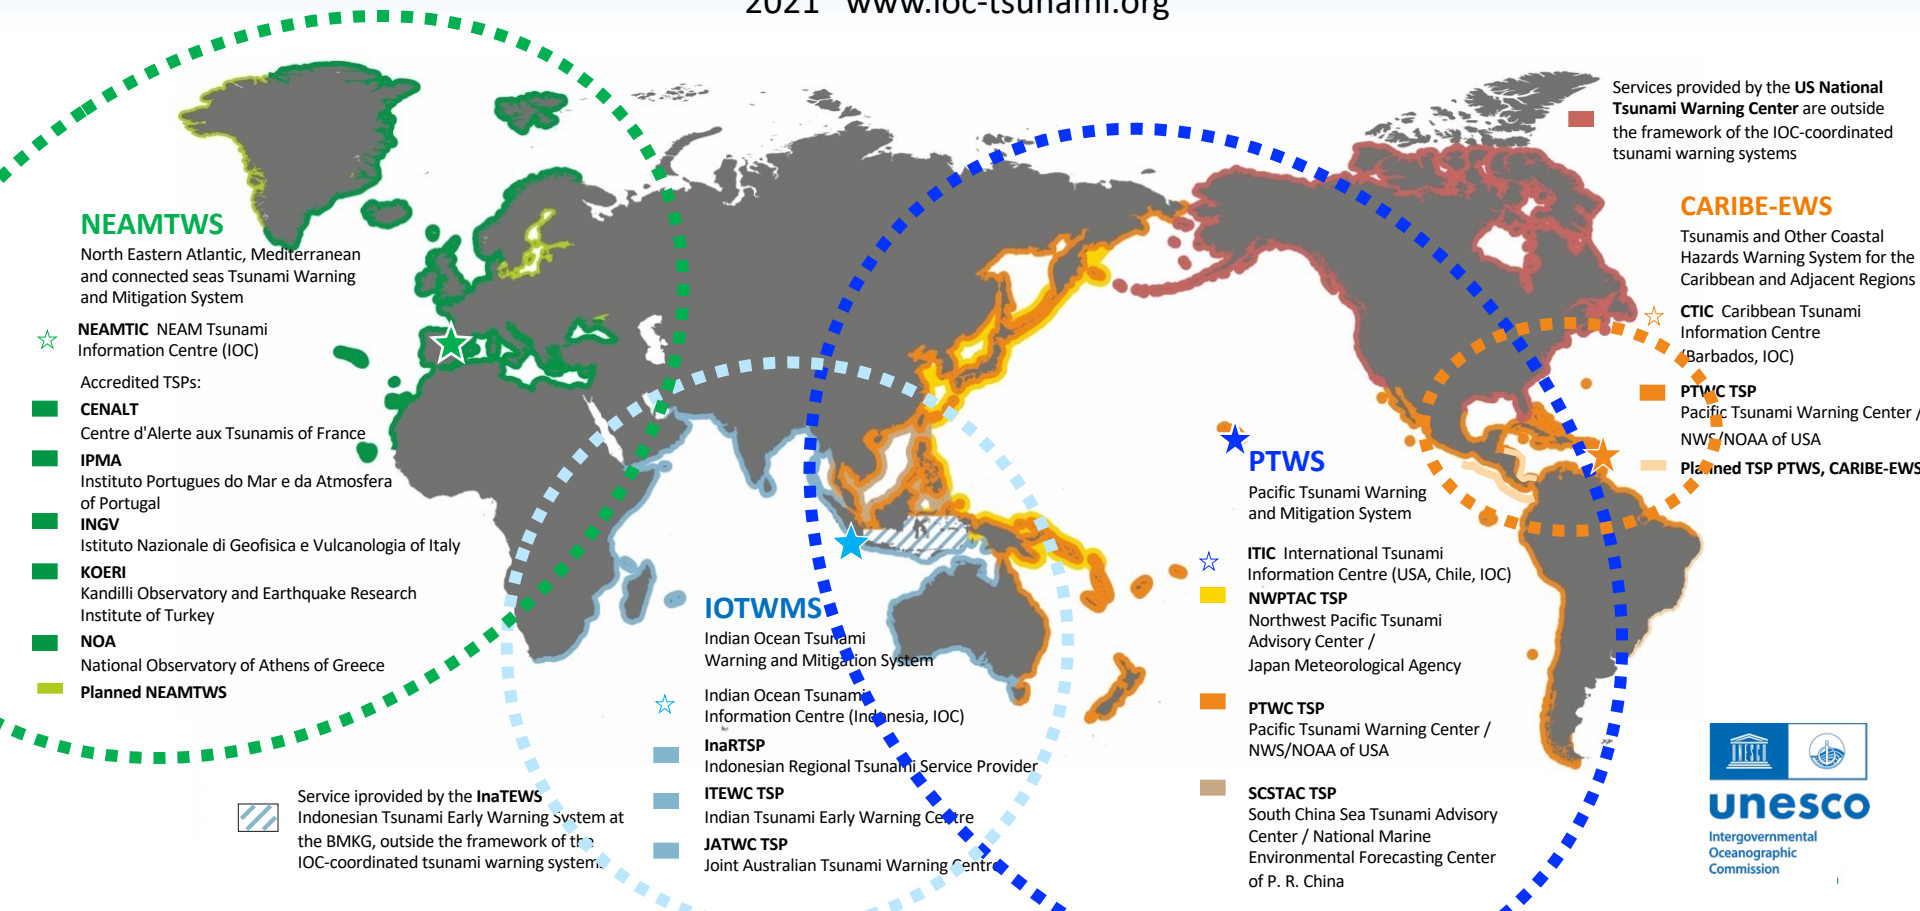 2021 www.ioc-tsunami.org
NEAMTWS
North Eastern Atlantic, Mediterranean
and connected seas Tsunami Warning
and Mitigation System
NEAMTIC NEAM Tsunami
Information Centre (IOC)
Accredited TSPs:
CENALT
Centre d'Alerte aux Tsunamis of France
IPMA
Instituto Portugues do Mar e da Atmosfera
of Portugal
INGV
Istituto Nazionale di Geofisica e Vulcanologia of Italy
KOERI
Kandilli Observatory and Earthquake Research
Institute of Turkey
NOA
National Observatory of Athens of Greece
Planned NEAMTWS
Service iprovided by the InaTEWS
Indonesian Tsunami Early Warning System at
the BMKG, outside the framework of the
IOC-coordinated tsunami warning systems.
IOTWMS
Indian Ocean Tsunami
Warning and Mitigation System
Indian Ocean Tsunami
Information Centre (Indonesia, IOC)
InaRTSP
Indonesian Regional Tsunami Service Provider
ITEWC TSP
Indian Tsunami Early Warning Centre
JATWC TSP
Joint Australian Tsunami Warning Centre
PTWS
Pacific Tsunami Warning
and Mitigation System
ITIC International Tsunami
Information Centre (USA, Chile, IOC)
NWPTAC TSP
Northwest Pacific Tsunami
Advisory Center /
Japan Meteorological Agency
PTWC TSP
Pacific Tsunami Warning Center /
NWS/NOAA of USA
SCSTAC TSP
South China Sea Tsunami Advisory
Center / National Marine
Environmental Forecasting Center
of P. R. China
Services provided by the US National
Tsunami Warning Center are outside
the framework of the IOC-coordinated
tsunami warning systems
CARIBE-EWS
Tsunamis and Other Coastal
Hazards Warning System for the
Caribbean and Adjacent Regions
CTIC Caribbean Tsunami
Information Centre
(Barbados, IOC)
PTWC TSP
Pacific Tsunami Warning Center /
NWS/NOAA of USA
Planned TSP PTWS, CARIBE-EWS
UNESCO
unesco
Intergovernmental
Oceanographic
Commission